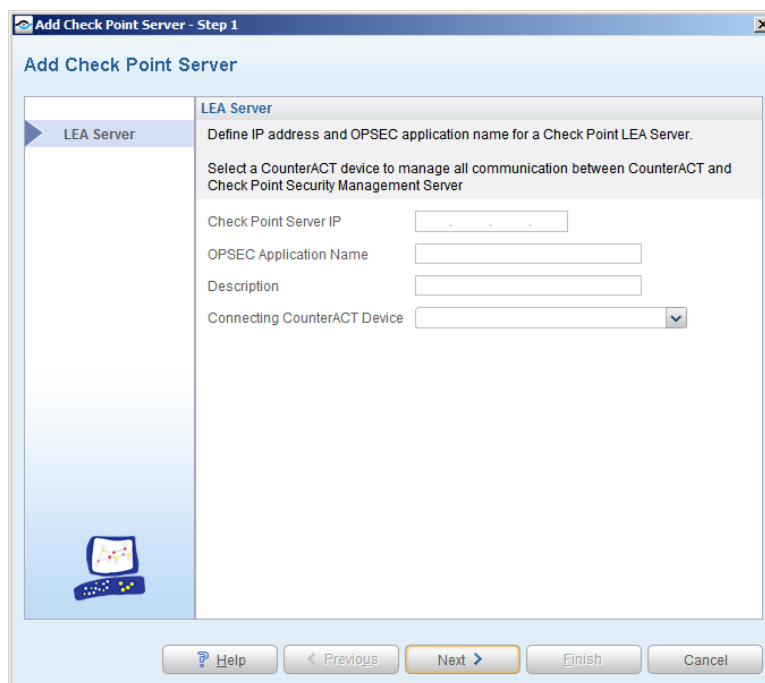 Add Check Point Server - Step 1
Add Check Point Server
LEA Server
LEA Server
Define IP address and OPSEC application name for a Check Point LEA Server.
Select a CounterACT device to manage all communication between CounterACT and
Check Point Security Management Server
Check Point Server IP
OPSEC Application Name
Description
Connecting CounterACT Device
? Help
< Previous
Next >
Finish
Cancel